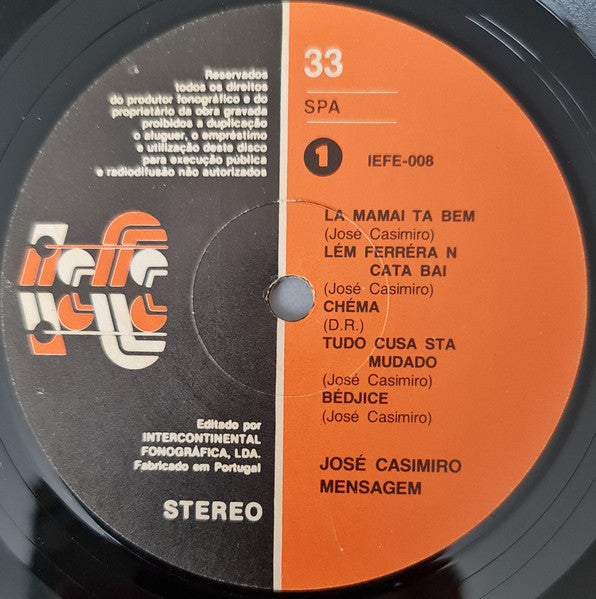 Reservados
todos os direitos
do produtor fonográfico e do
proprietário da obra gravada
proibidos a duplicação
o aluguer, o empréstimo
e utilização deste disco
para execução pública
e radiodifusão não autorizados
Editado por
INTERCONTINENTAL
FONOGRÁFICA, LDA.
Fabricado em Portugal
STEREO
33
SPA
1 IEFE-008
LA MAMAI TA BEM
(José Casimiro)
LÉM FERRÉRA N
CATA BAI
(José Casimiro)
CHÉMA
(D.R.)
TUDO CUSA STA
MUDADO
(José Casimiro)
BÉDJICE
(José Casimiro)
JOSÉ CASIMIRO
MENSAGEM